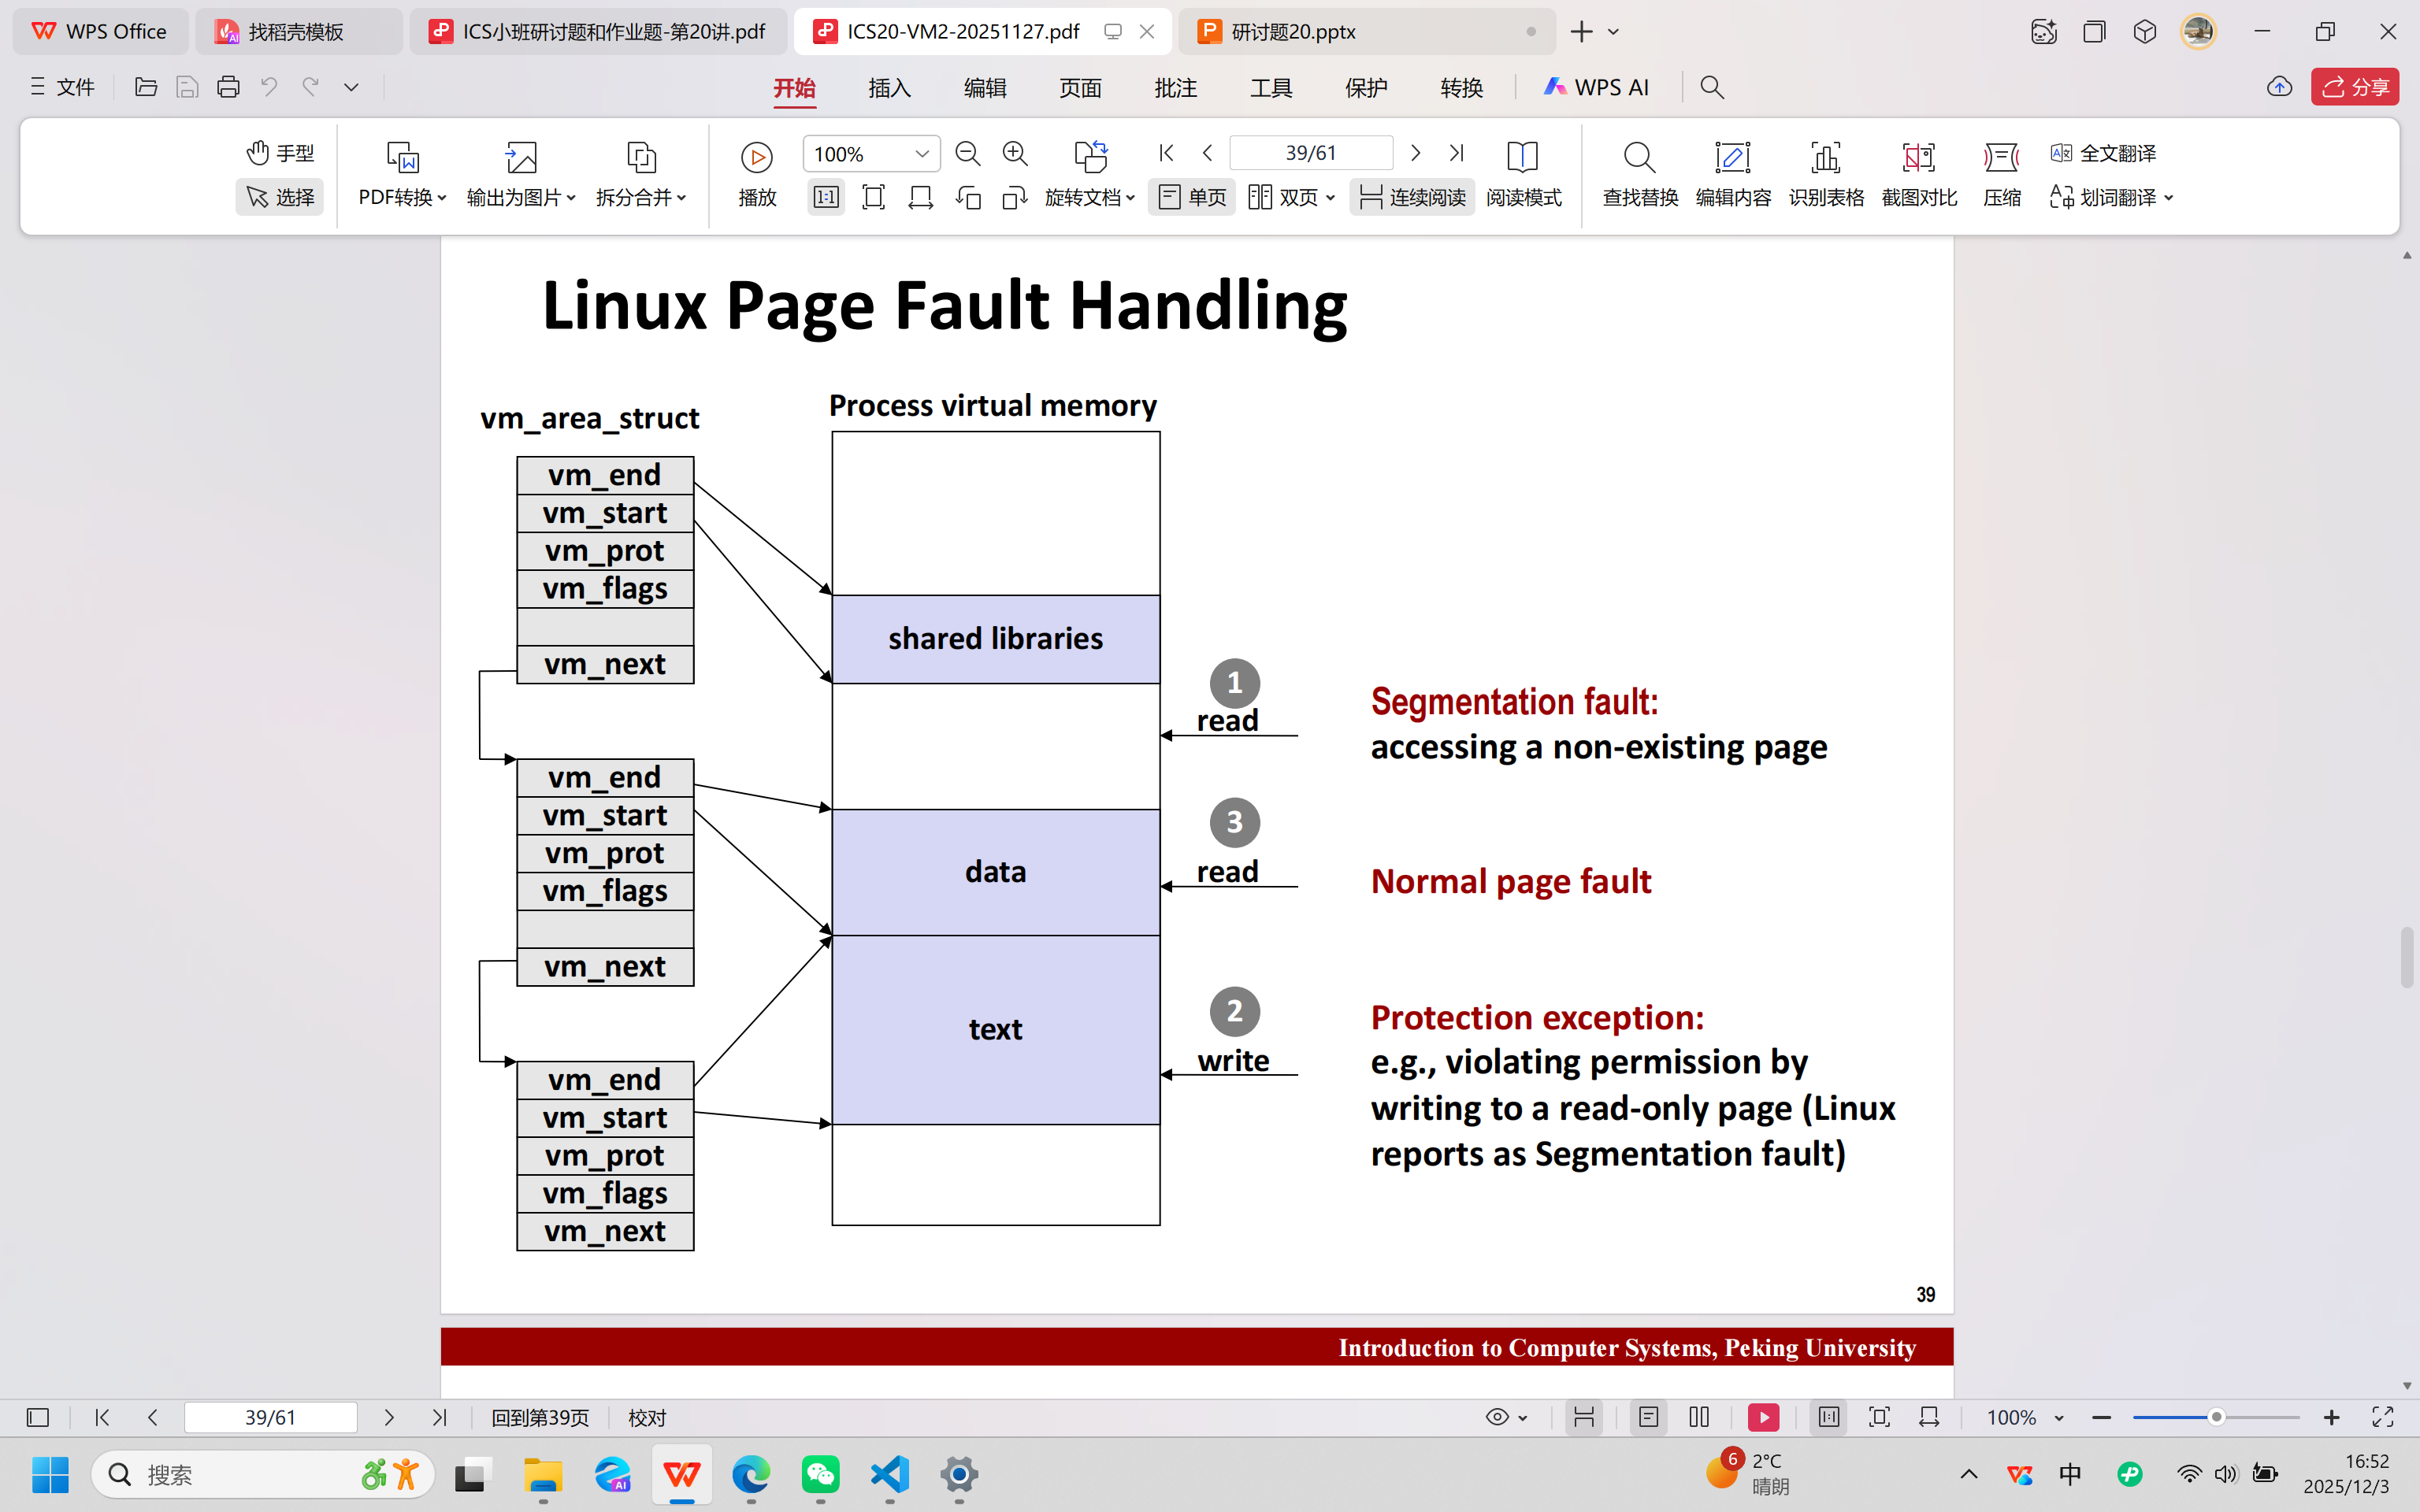 WPS Office
找稻壳模板
ICS小班研讨题和作业题-第20讲.pdf
ICS20-VM2-20251127.pdf
研讨题20.pptx
文件
开始
插入
编辑
页面
批注
工具
保护
转换
WPS AI
分享
手型
选择
PDF转换
输出为图片
拆分合并
播放
100%
1:1
旋转文档
39/61
单页
双页
连续阅读
阅读模式
查找替换
编辑内容
识别表格
截图对比
压缩
全文翻译
划词翻译
Linux Page Fault Handling
vm_area_struct
Process virtual memory
vm_end
vm_start
vm_prot
vm_flags
vm_next
shared libraries
1
read
Segmentation fault:
accessing a non-existing page
vm_end
vm_start
vm_prot
vm_flags
vm_next
data
3
read
Normal page fault
text
2
write
Protection exception:
e.g., violating permission by
writing to a read-only page (Linux
reports as Segmentation fault)
vm_end
vm_start
vm_prot
vm_flags
vm_next
39
Introduction to Computer Systems, Peking University
39/61
回到第39页
校对
100%
搜索
AI
6
2°C
晴朗
中
16:52
2025/12/3